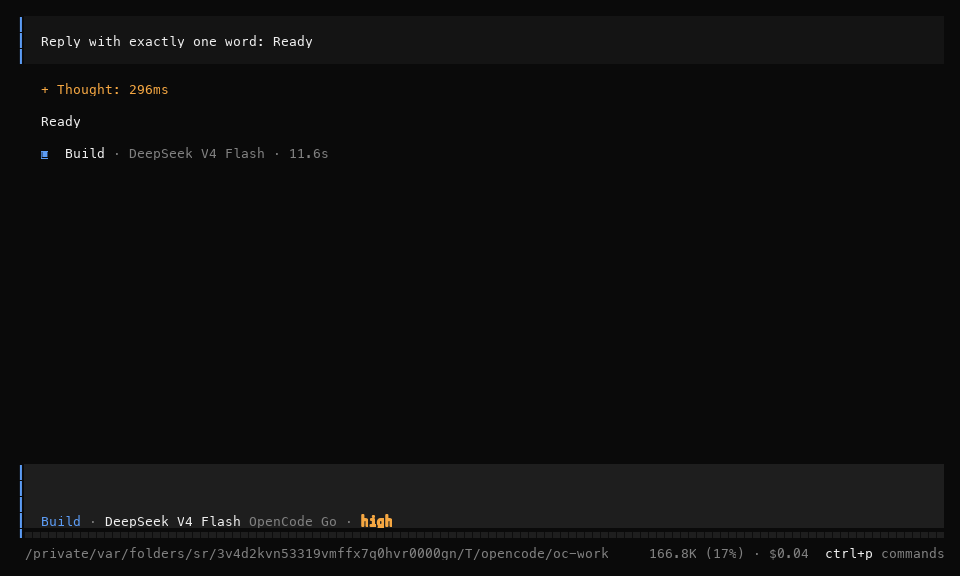 Reply with exactly one word: Ready
+ Thought: 296ms
Ready
▣ Build · DeepSeek V4 Flash · 11.6s
Build · DeepSeek V4 Flash OpenCode Go · high
/private/var/folders/sr/3v4d2kvn53319vmffx7q0hvr0000gn/T/opencode/oc-work 166.8K (17%) · $0.04 ctrl+p commands